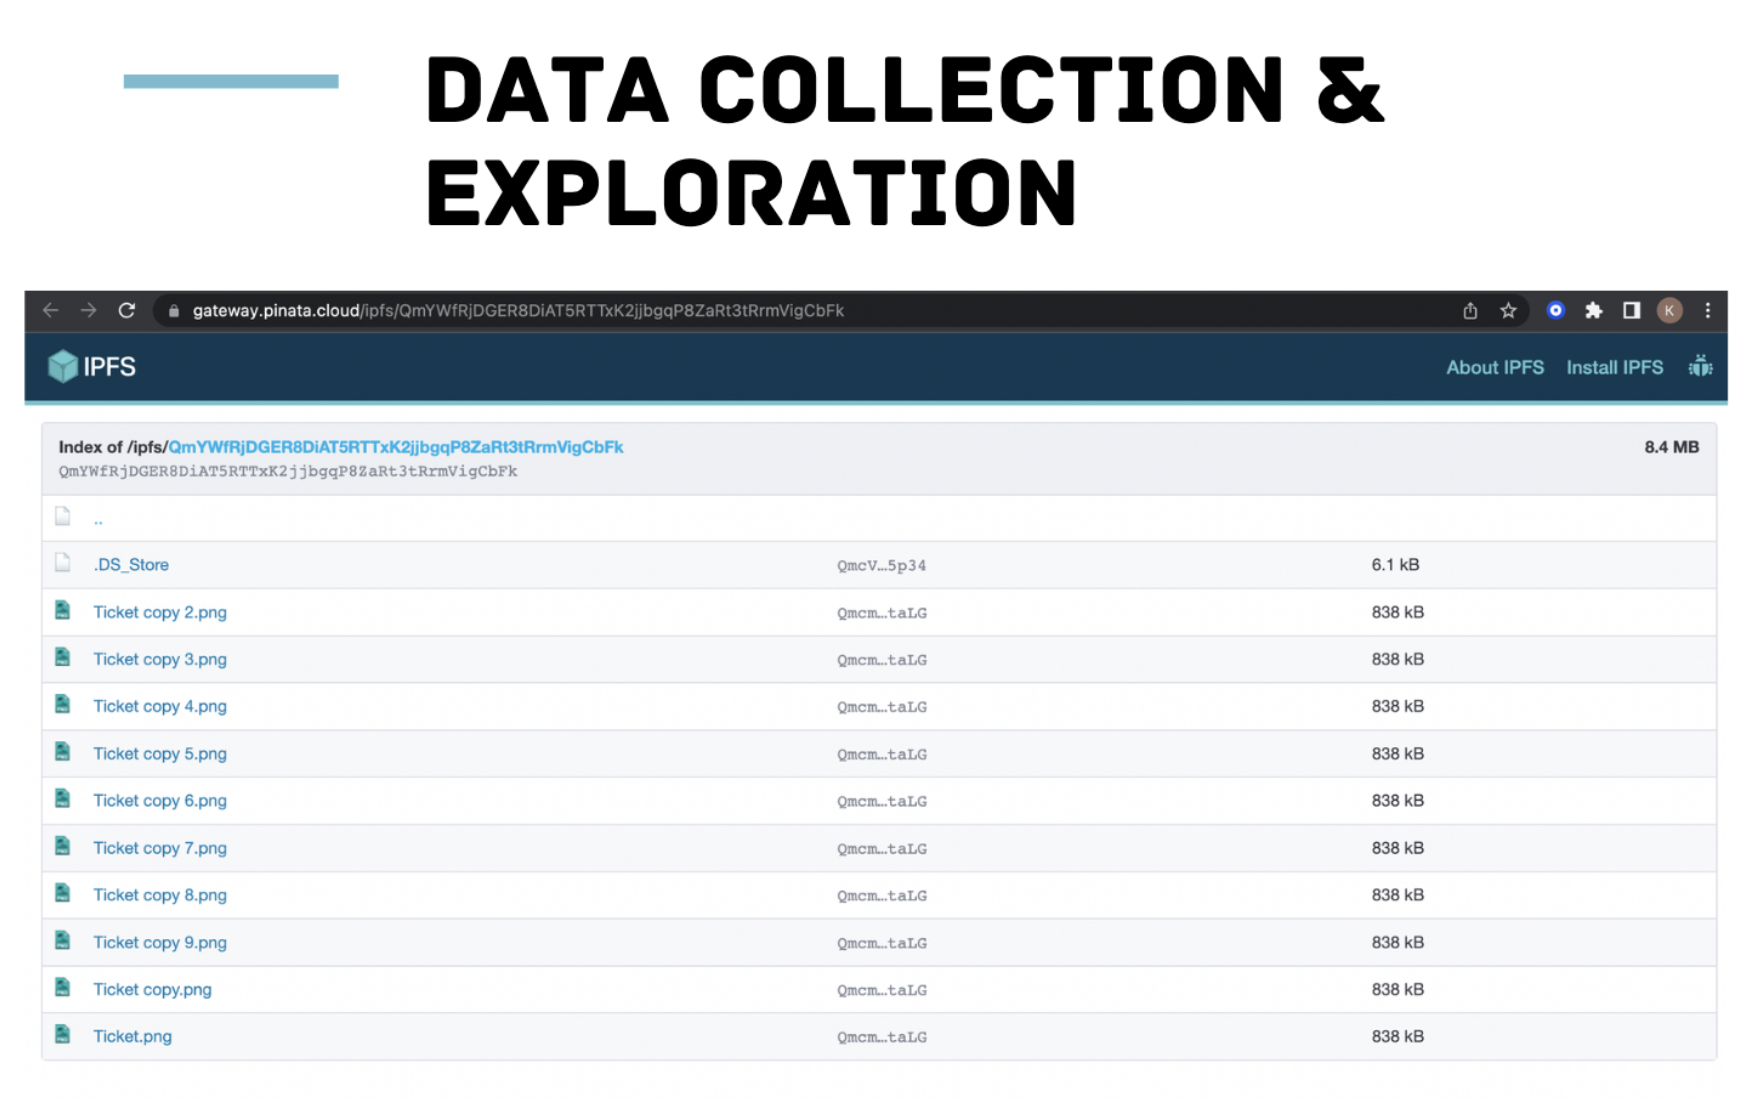 DATA COLLECTION &
EXPLORATION
gateway.pinata.cloud/ipfs/QmYWfRjDGER8DiAT5RTTxK2jjbgqP8ZaRt3tRrmVigCbFk
K
IPFS
About IPFS Install IPFS
Index of /ipfs/QmYWfRjDGER8DiAT5RTTxK2jjbgqP8ZaRt3tRrmVigCbFk 8.4 MB
QmYWfRjDGER8DiAT5RTTxK2jjbgqP8ZaRt3tRrmVigCbFk
..
.DS_Store QmcV…5p34 6.1 kB
Ticket copy 2.png Qmcm…taLG 838 kB
Ticket copy 3.png Qmcm…taLG 838 kB
Ticket copy 4.png Qmcm…taLG 838 kB
Ticket copy 5.png Qmcm…taLG 838 kB
Ticket copy 6.png Qmcm…taLG 838 kB
Ticket copy 7.png Qmcm…taLG 838 kB
Ticket copy 8.png Qmcm…taLG 838 kB
Ticket copy 9.png Qmcm…taLG 838 kB
Ticket copy.png Qmcm…taLG 838 kB
Ticket.png Qmcm…taLG 838 kB